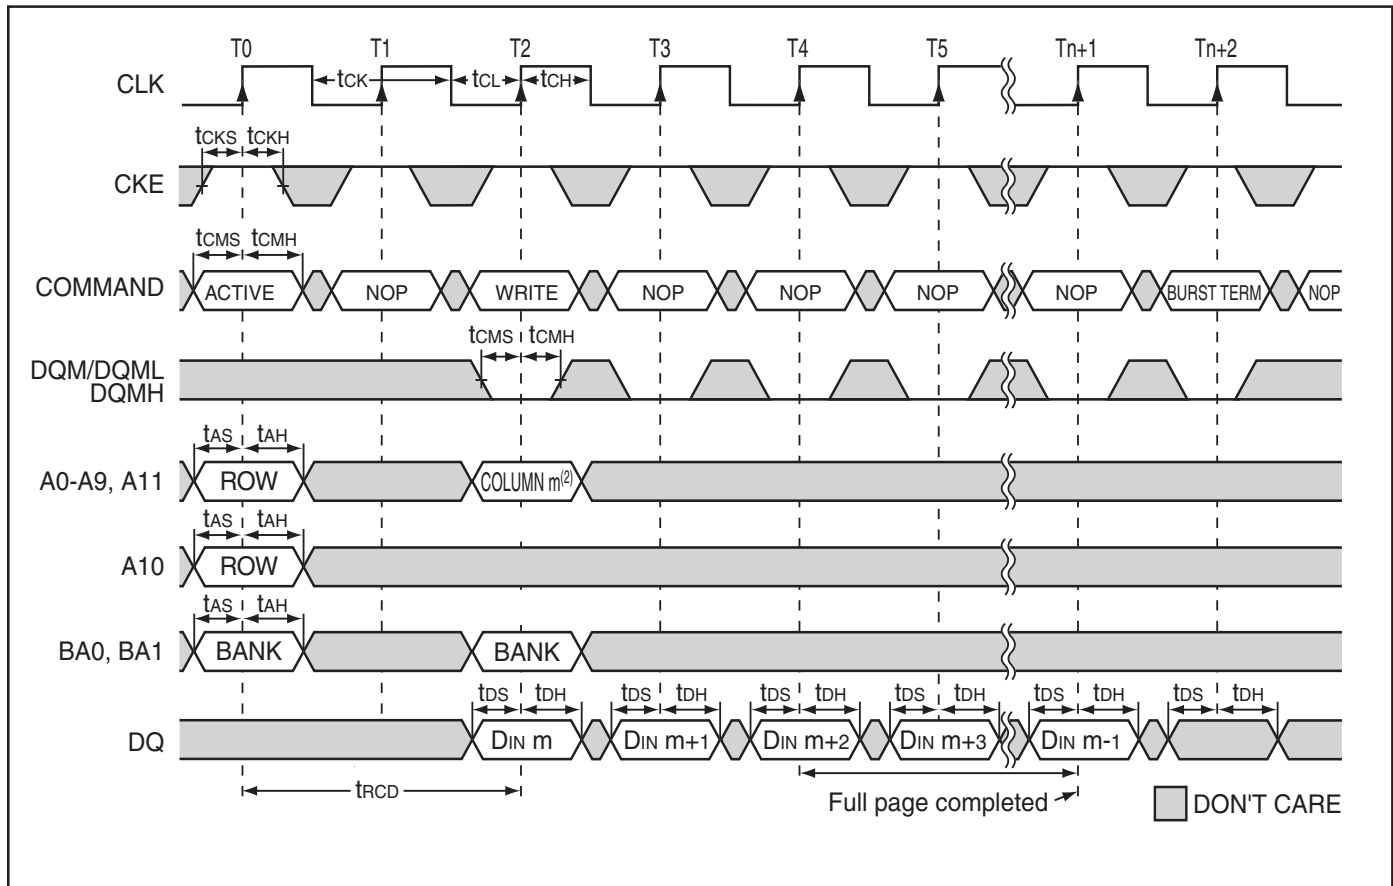 T0 T1 T2 T3 T4 T5 Tn+1 Tn+2
CLK tCK tCL tCH
tCKS tCKH
CKE
tCMS tCMH
COMMAND ACTIVE NOP WRITE NOP NOP NOP NOP BURST TERM NOP
tCMS tCMH
DQM/DQML
DQMH
tAS tAH
A0-A9, A11 ROW COLUMN m(2)
tAS tAH
A10 ROW
tAS tAH
BA0, BA1 BANK BANK
tDS tDH tDS tDH tDS tDH tDS tDH tDS tDH tDS tDH
DQ DIN m DIN m+1 DIN m+2 DIN m+3 DIN m-1
tRCD
Full page completed
DON'T CARE